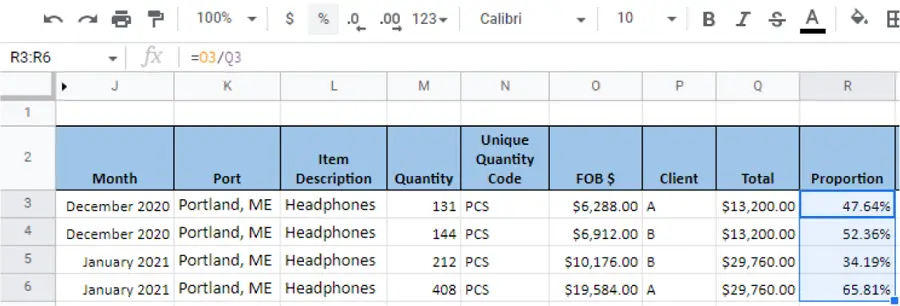 100% $ % .0 .00 123 Calibri 10 B I S A
R3:R6 fx =O3/Q3
J K L M N O P Q R
1
2 Month Port Item Description Quantity Unique Quantity Code FOB $ Client Total Proportion
3 December 2020 Portland, ME Headphones 131 PCS $6,288.00 A $13,200.00 47.64%
4 December 2020 Portland, ME Headphones 144 PCS $6,912.00 B $13,200.00 52.36%
5 January 2021 Portland, ME Headphones 212 PCS $10,176.00 B $29,760.00 34.19%
6 January 2021 Portland, ME Headphones 408 PCS $19,584.00 A $29,760.00 65.81%